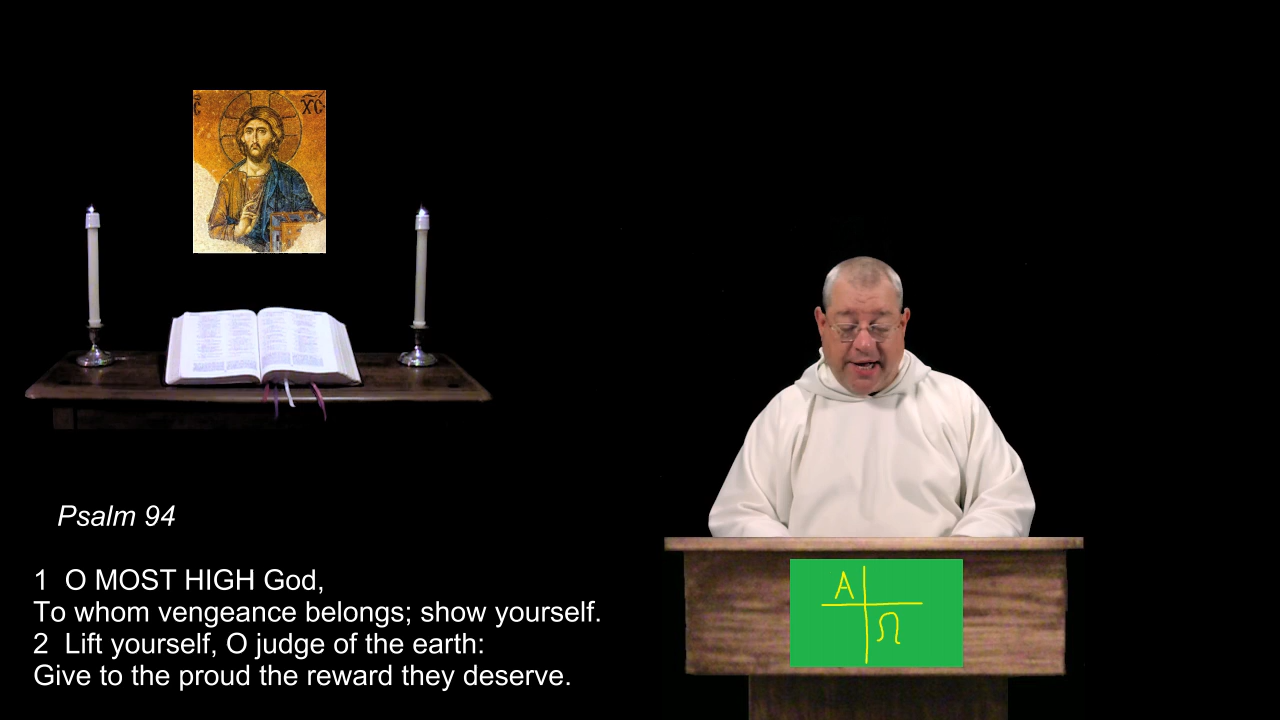 C XC
Psalm 94
1 O MOST HIGH God,
To whom vengeance belongs; show yourself.
2 Lift yourself, O judge of the earth:
Give to the proud the reward they deserve.
A
Ω